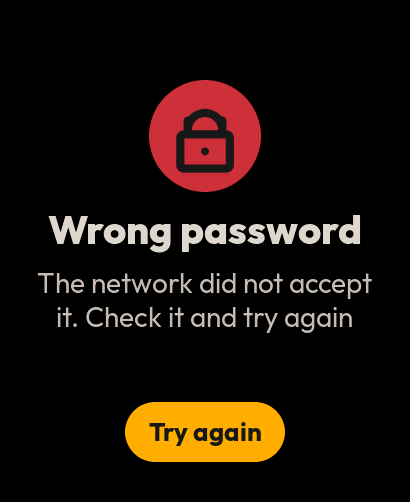 Wrong password
The network did not accept
it. Check it and try again
Try again